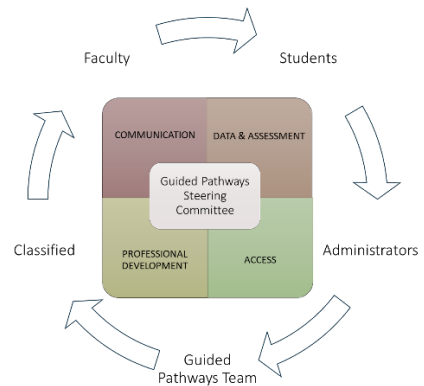 Faculty
Students
COMMUNICATION
DATA & ASSESSMENT
Guided Pathways
Steering
Committee
Classified
Administrators
PROFESSIONAL
DEVELOPMENT
ACCESS
Guided
Pathways Team